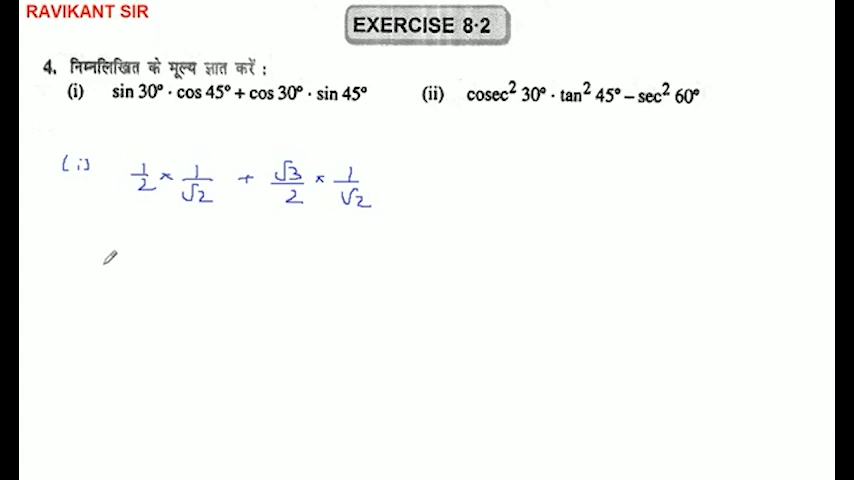 RAVIKANT SIR
EXERCISE 8·2
4. निम्नलिखित के मूल्य ज्ञात करें :
(i) sin 30° · cos 45° + cos 30° · sin 45° (ii) cosec² 30° · tan² 45° – sec² 60°
(i) 1/2 × 1/√2 + √3/2 × 1/√2